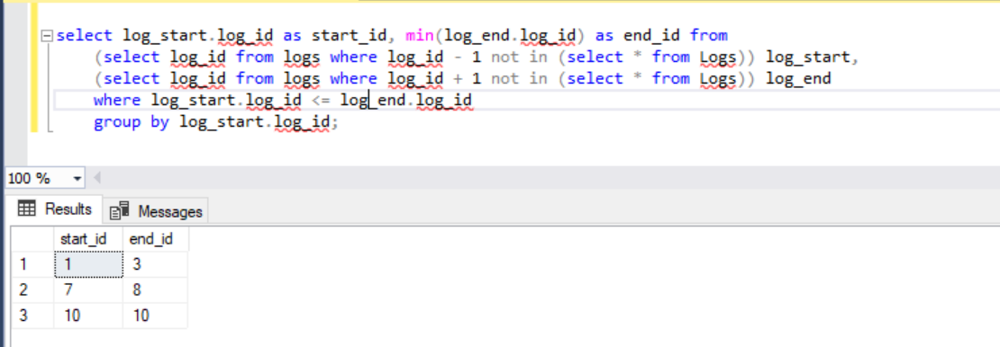 select log_start.log_id as start_id, min(log_end.log_id) as end_id from
(select log_id from logs where log_id - 1 not in (select * from Logs)) log_start,
(select log_id from logs where log_id + 1 not in (select * from Logs)) log_end
where log_start.log_id <= log_end.log_id
group by log_start.log_id;
100 %
Results Messages
start_id end_id
1 1 3
2 7 8
3 10 10